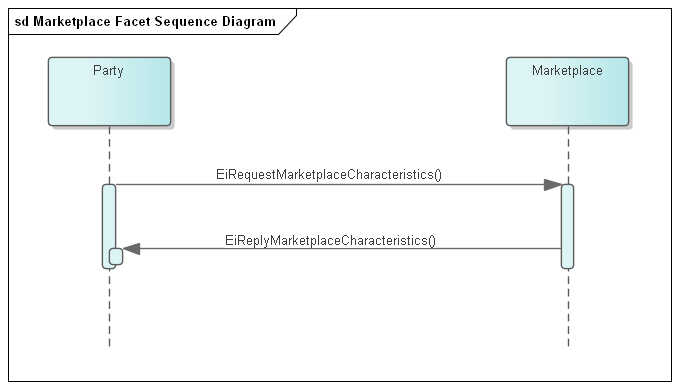 sd Marketplace Facet Sequence Diagram
Party
Marketplace
EiRequestMarketplaceCharacteristics()
EiReplyMarketplaceCharacteristics()